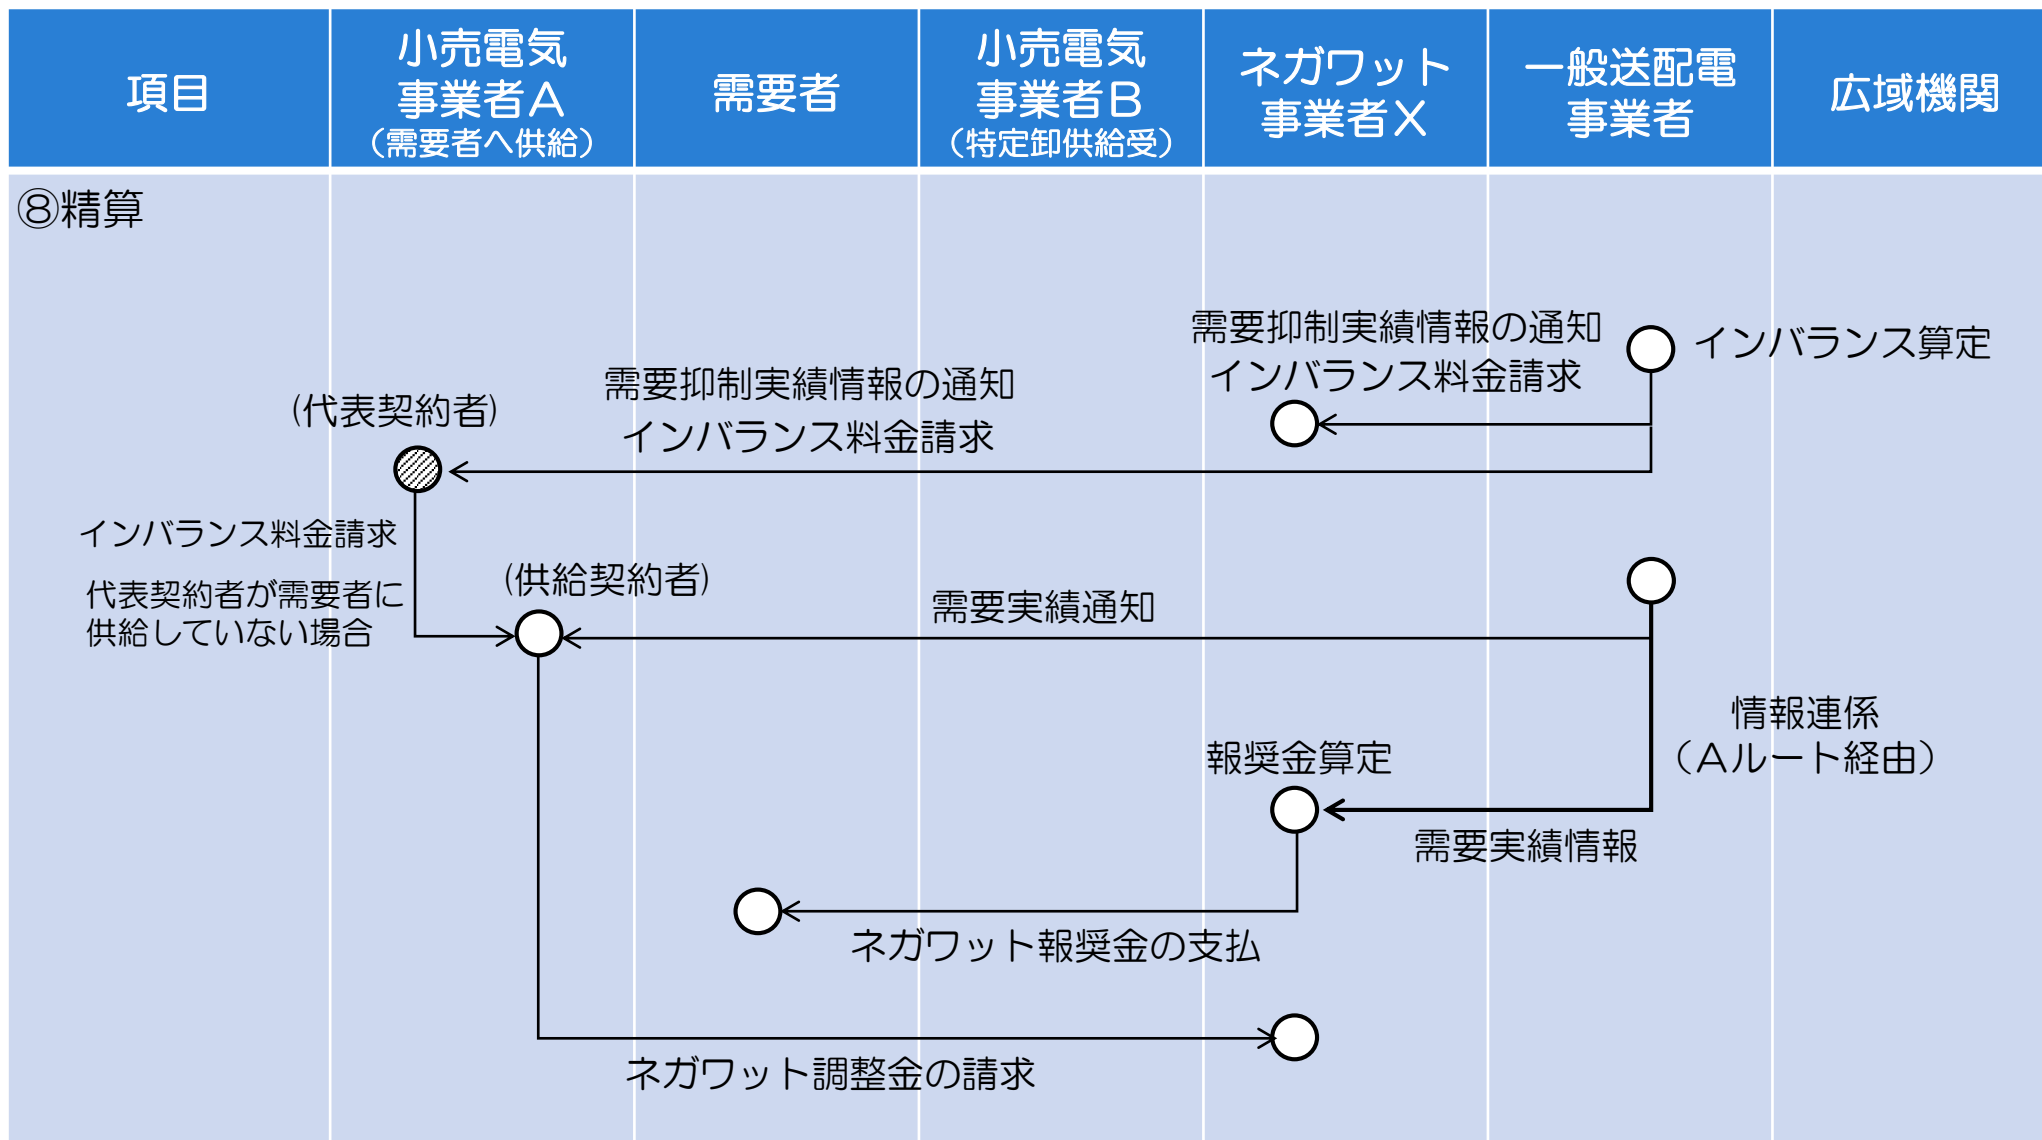 項目
小売電気
事業者A
（需要者へ供給）
需要者
小売電気
事業者B
（特定卸供給受）
ネガワット
事業者X
一般送配電
事業者
広域機関
⑧精算
需要抑制実績情報の通知
インバランス料金請求
インバランス算定
需要抑制実績情報の通知
インバランス料金請求
(代表契約者)
インバランス料金請求
代表契約者が需要者に
供給していない場合
(供給契約者)
需要実績通知
情報連係
（Aルート経由）
報奨金算定
需要実績情報
ネガワット報奨金の支払
ネガワット調整金の請求